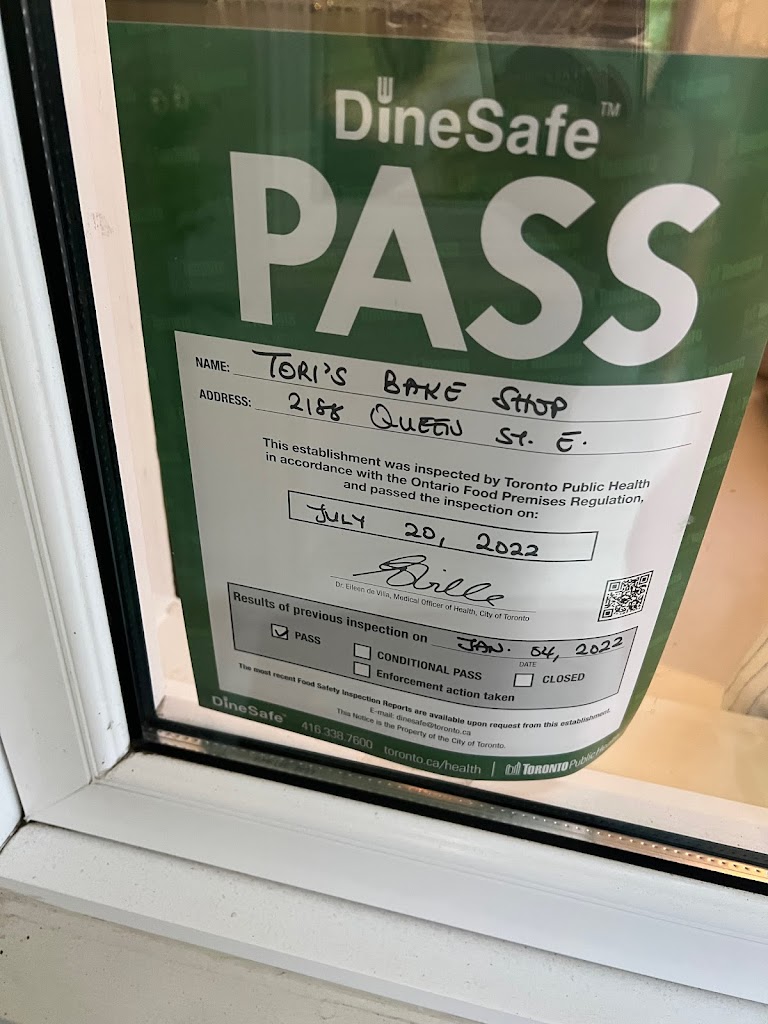 DineSafe™
PASS
NAME: TORI'S BAKE SHOP
ADDRESS: 2188 QUEEN ST. E.
This establishment was inspected by Toronto Public Health
in accordance with the Ontario Food Premises Regulation,
and passed the inspection on:
JULY 20, 2022
Dr. Eileen de Villa, Medical Officer of Health, City of Toronto
Results of previous inspection on JAN. 04, 2022
DATE
PASS
CONDITIONAL PASS
CLOSED
Enforcement action taken
The most recent Food Safety Inspection Reports are available upon request from this establishment.
E-mail: dinesafe@toronto.ca
This Notice is the Property of the City of Toronto.
DineSafe 416.338.7600 toronto.ca/health | TORONTO Public